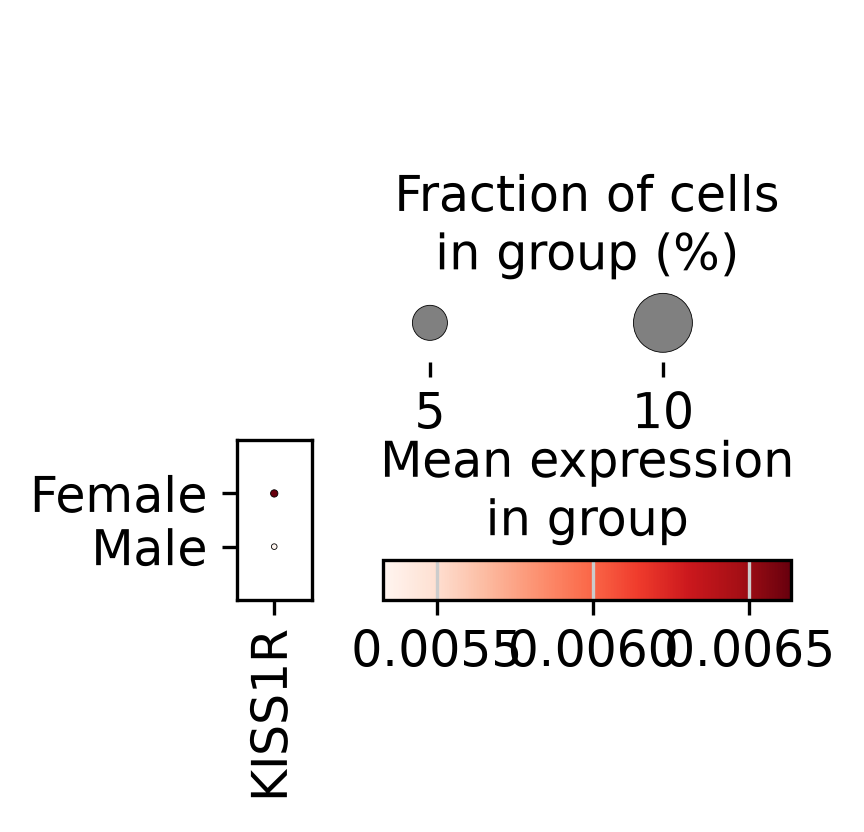 Fraction of cells
in group (%)
5 10
Mean expression
in group
Female
Male
0.0055 0.0060 0.0065
KISS1R